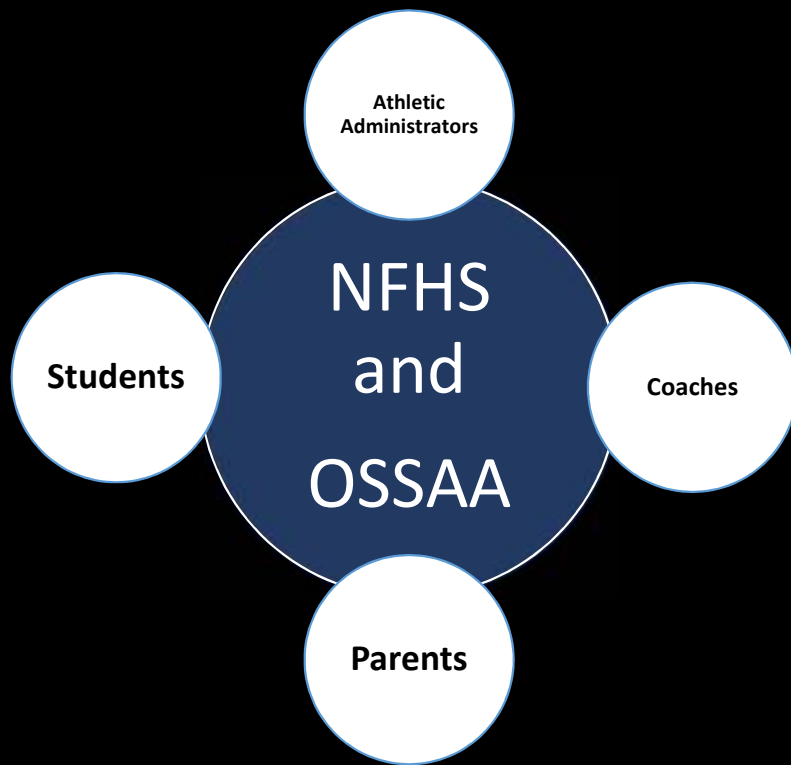 Athletic
Administrators
NFHS
and
OSSAA
Students
Coaches
Parents